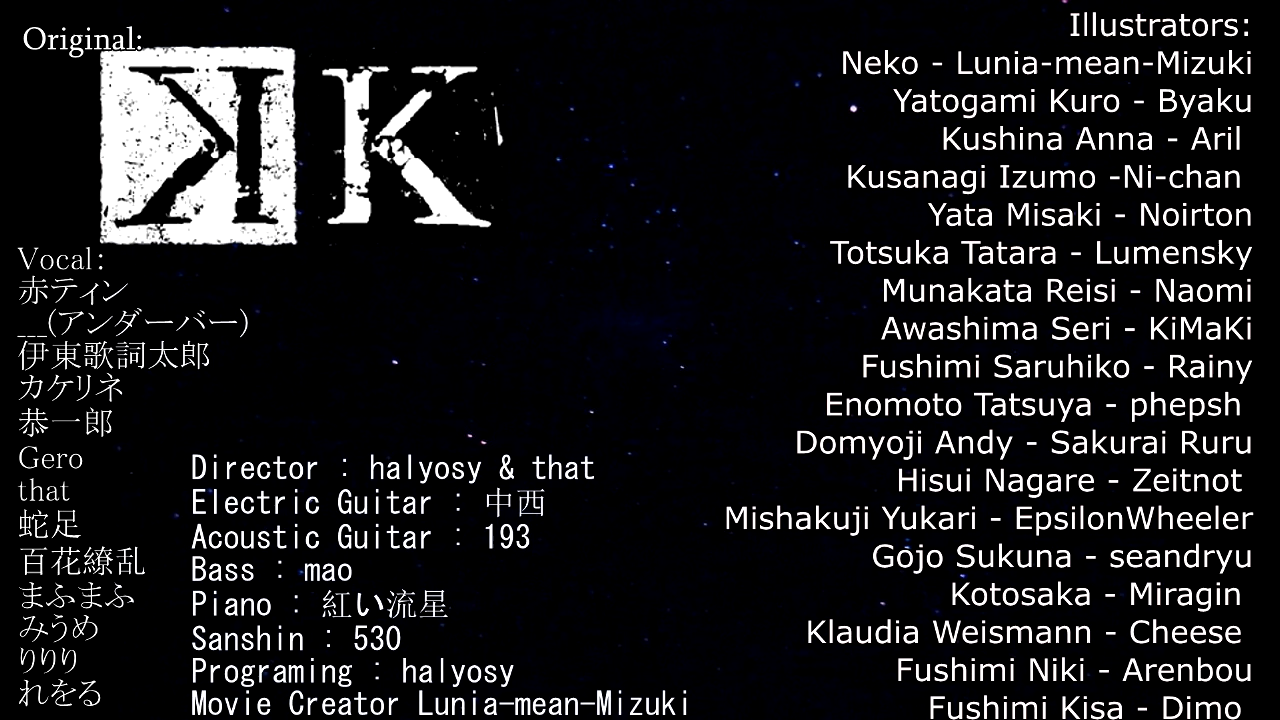 Original:
K K
Vocal:
赤ティン
__(アンダーバー)
伊東歌詞太郎
カケリネ
恭一郎
Gero
that
蛇足
百花繚乱
まふまふ
みうめ
りりり
れをる
Director : halyosy & that
Electric Guitar : 中西
Acoustic Guitar : 193
Bass : mao
Piano : 紅い流星
Sanshin : 530
Programing : halyosy
Movie Creator Lunia-mean-Mizuki
Illustrators:
Neko - Lunia-mean-Mizuki
Yatogami Kuro - Byaku
Kushina Anna - Aril
Kusanagi Izumo -Ni-chan
Yata Misaki - Noirton
Totsuka Tatara - Lumensky
Munakata Reisi - Naomi
Awashima Seri - KiMaKi
Fushimi Saruhiko - Rainy
Enomoto Tatsuya - phepsh
Domyoji Andy - Sakurai Ruru
Hisui Nagare - Zeitnot
Mishakuji Yukari - EpsilonWheeler
Gojo Sukuna - seandryu
Kotosaka - Miragin
Klaudia Weismann - Cheese
Fushimi Niki - Arenbou
Fushimi Kisa - Dimo